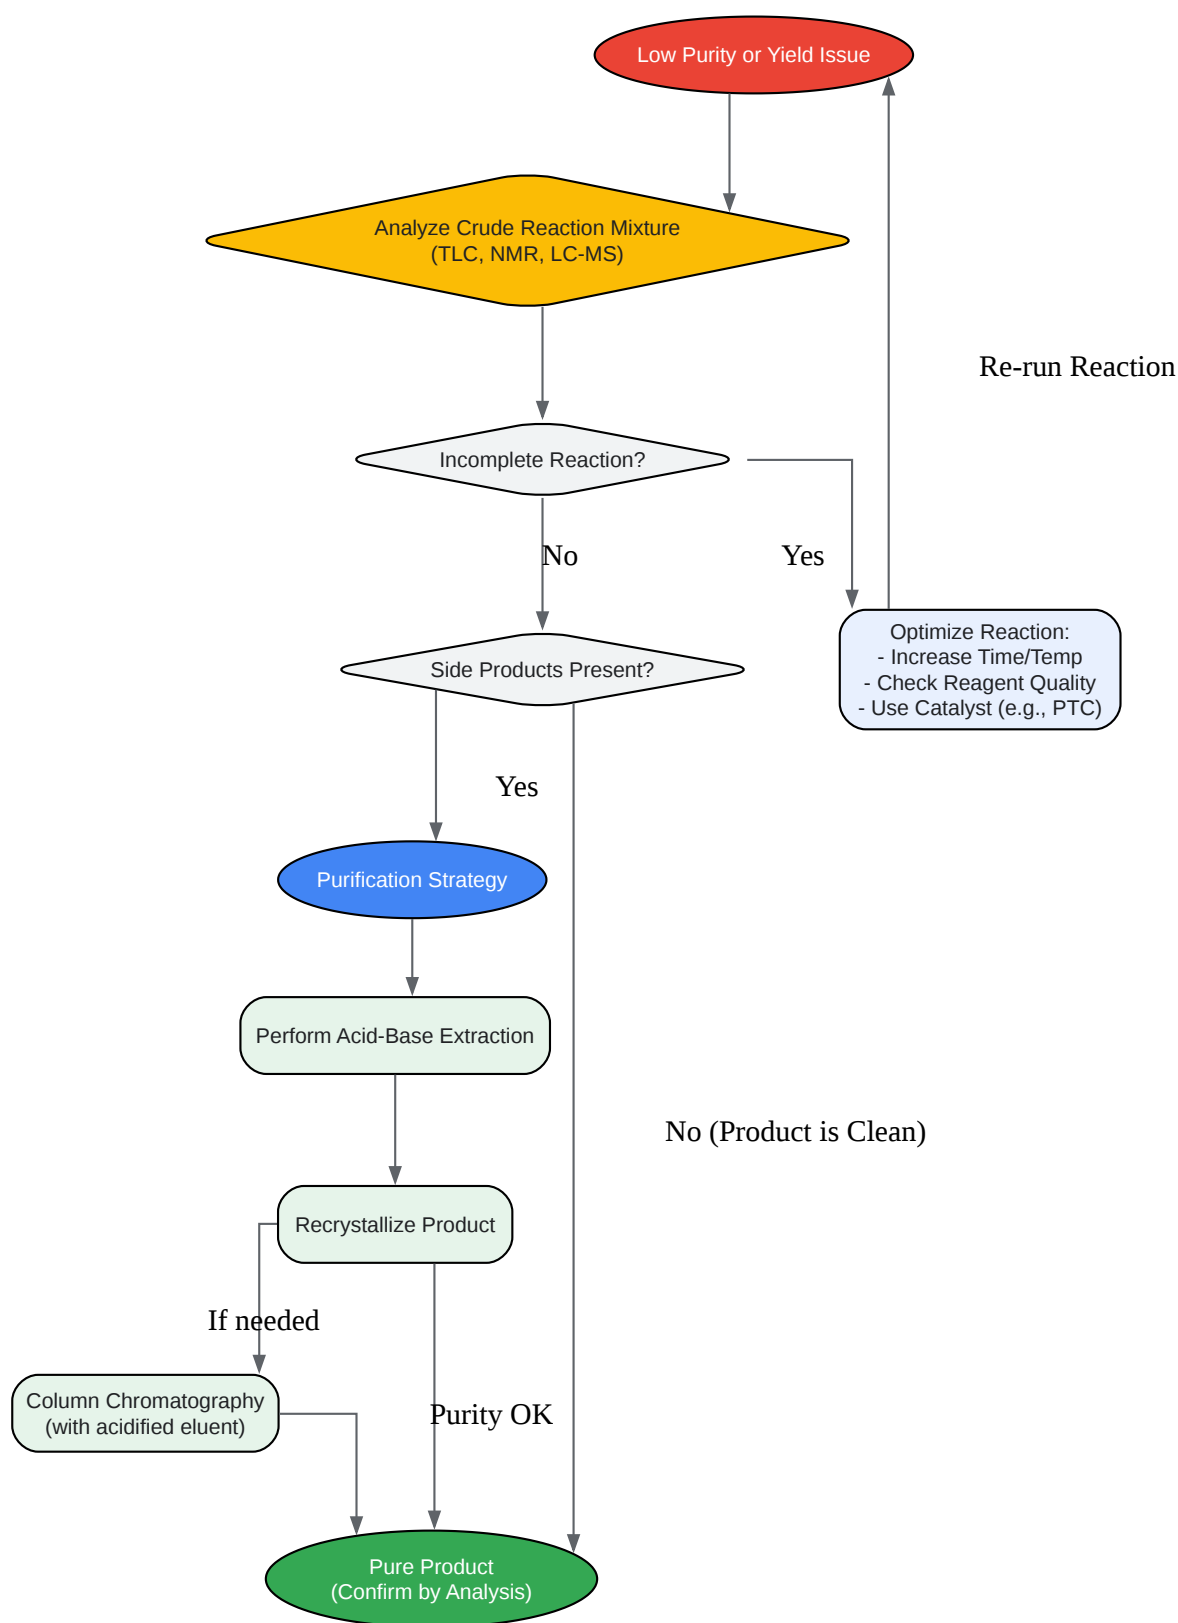 Low Purity or Yield Issue
Analyze Crude Reaction Mixture
(TLC, NMR, LC-MS)
Re-run Reaction
Incomplete Reaction?
No
Yes
Optimize Reaction:
- Increase Time/Temp
- Check Reagent Quality
- Use Catalyst (e.g., PTC)
Side Products Present?
Yes
Purification Strategy
Perform Acid-Base Extraction
No (Product is Clean)
Recrystallize Product
If needed
Column Chromatography
(with acidified eluent)
Purity OK
Pure Product
(Confirm by Analysis)